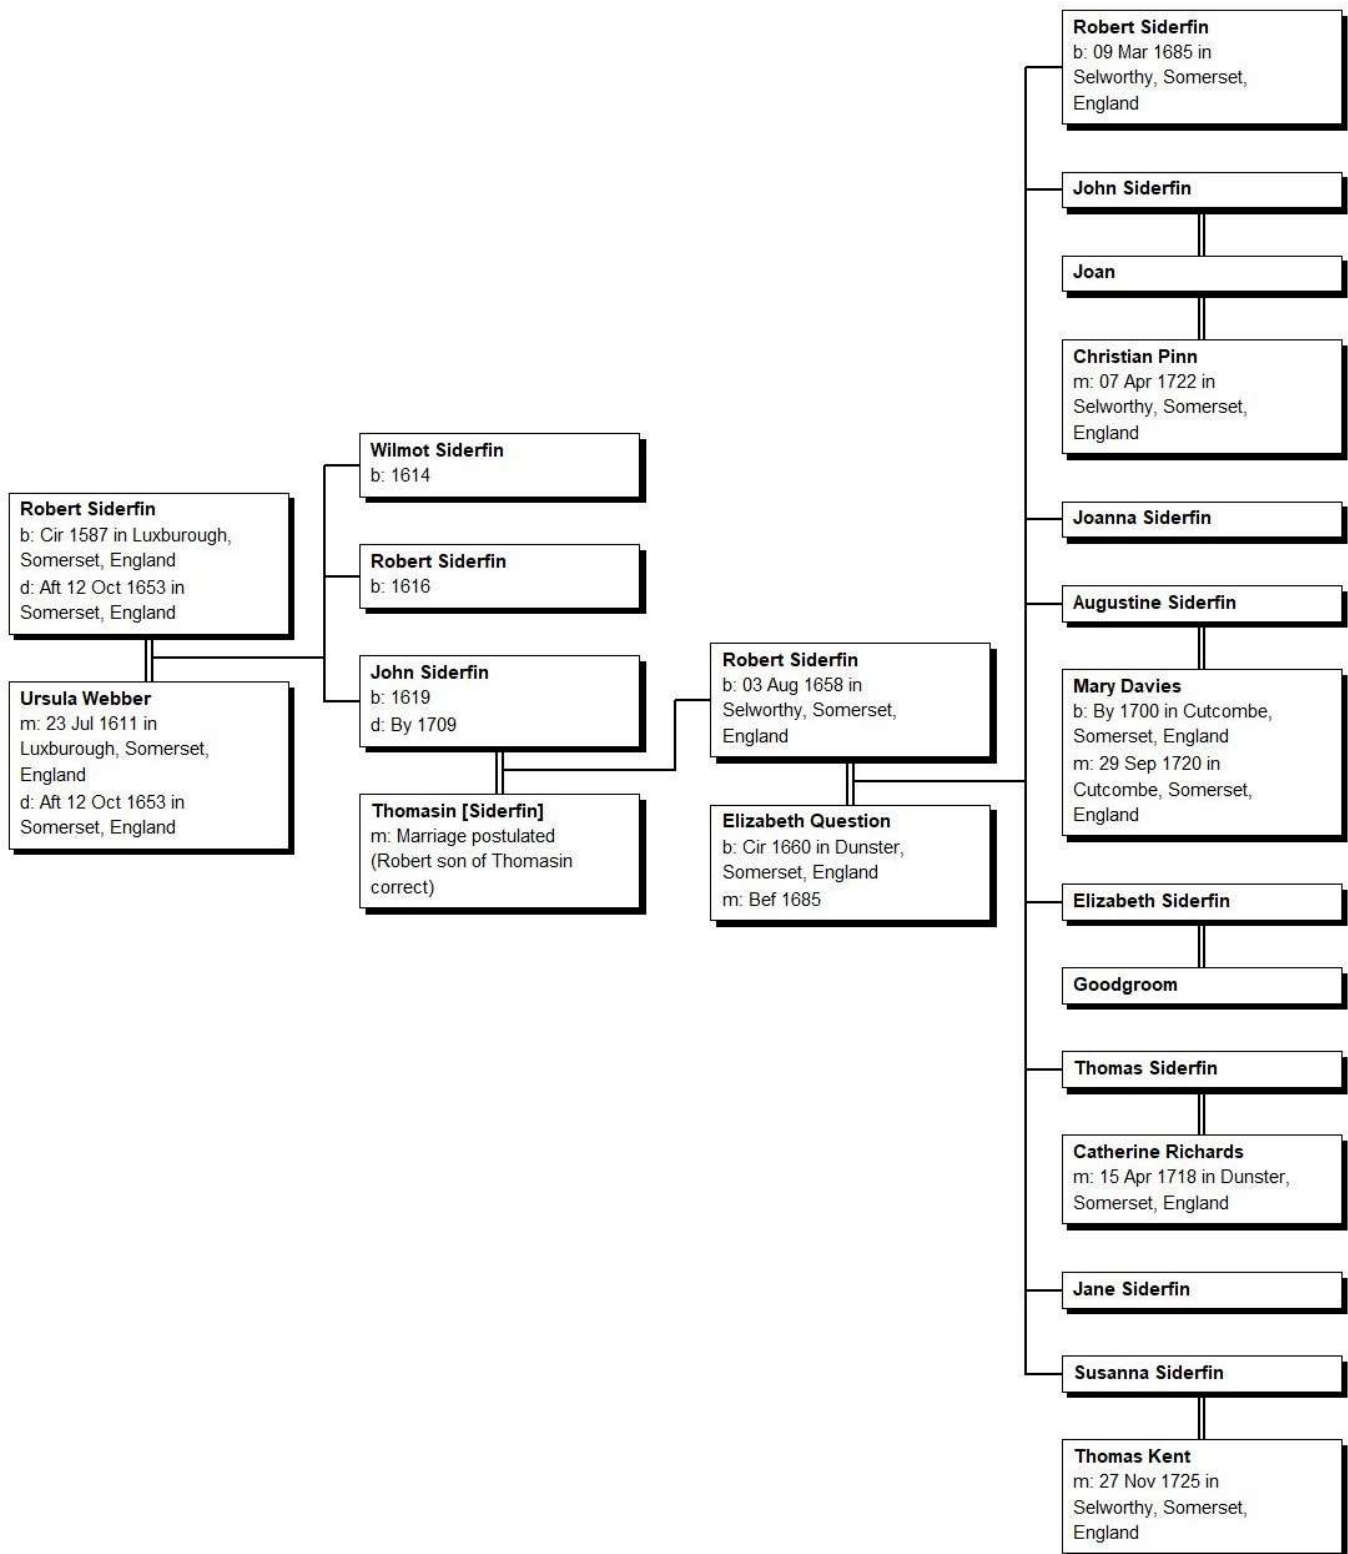 Robert Siderfin
b: Cir 1587 in Luxburough,
Somerset, England
d: Aft 12 Oct 1653 in
Somerset, England
Ursula Webber
m: 23 Jul 1611 in
Luxburough, Somerset,
England
d: Aft 12 Oct 1653 in
Somerset, England
Wilmot Siderfin
b: 1614
Robert Siderfin
b: 1616
John Siderfin
b: 1619
d: By 1709
Thomasin [Siderfin]
m: Marriage postulated
(Robert son of Thomasin
correct)
Robert Siderfin
b: 03 Aug 1658 in
Selworthy, Somerset,
England
Elizabeth Question
b: Cir 1660 in Dunster,
Somerset, England
m: Bef 1685
Robert Siderfin
b: 09 Mar 1685 in
Selworthy, Somerset,
England
John Siderfin
Joan
Christian Pinn
m: 07 Apr 1722 in
Selworthy, Somerset,
England
Joanna Siderfin
Augustine Siderfin
Mary Davies
b: By 1700 in Cutcombe,
Somerset, England
m: 29 Sep 1720 in
Cutcombe, Somerset,
England
Elizabeth Siderfin
Goodgroom
Thomas Siderfin
Catherine Richards
m: 15 Apr 1718 in Dunster,
Somerset, England
Jane Siderfin
Susanna Siderfin
Thomas Kent
m: 27 Nov 1725 in
Selworthy, Somerset,
England